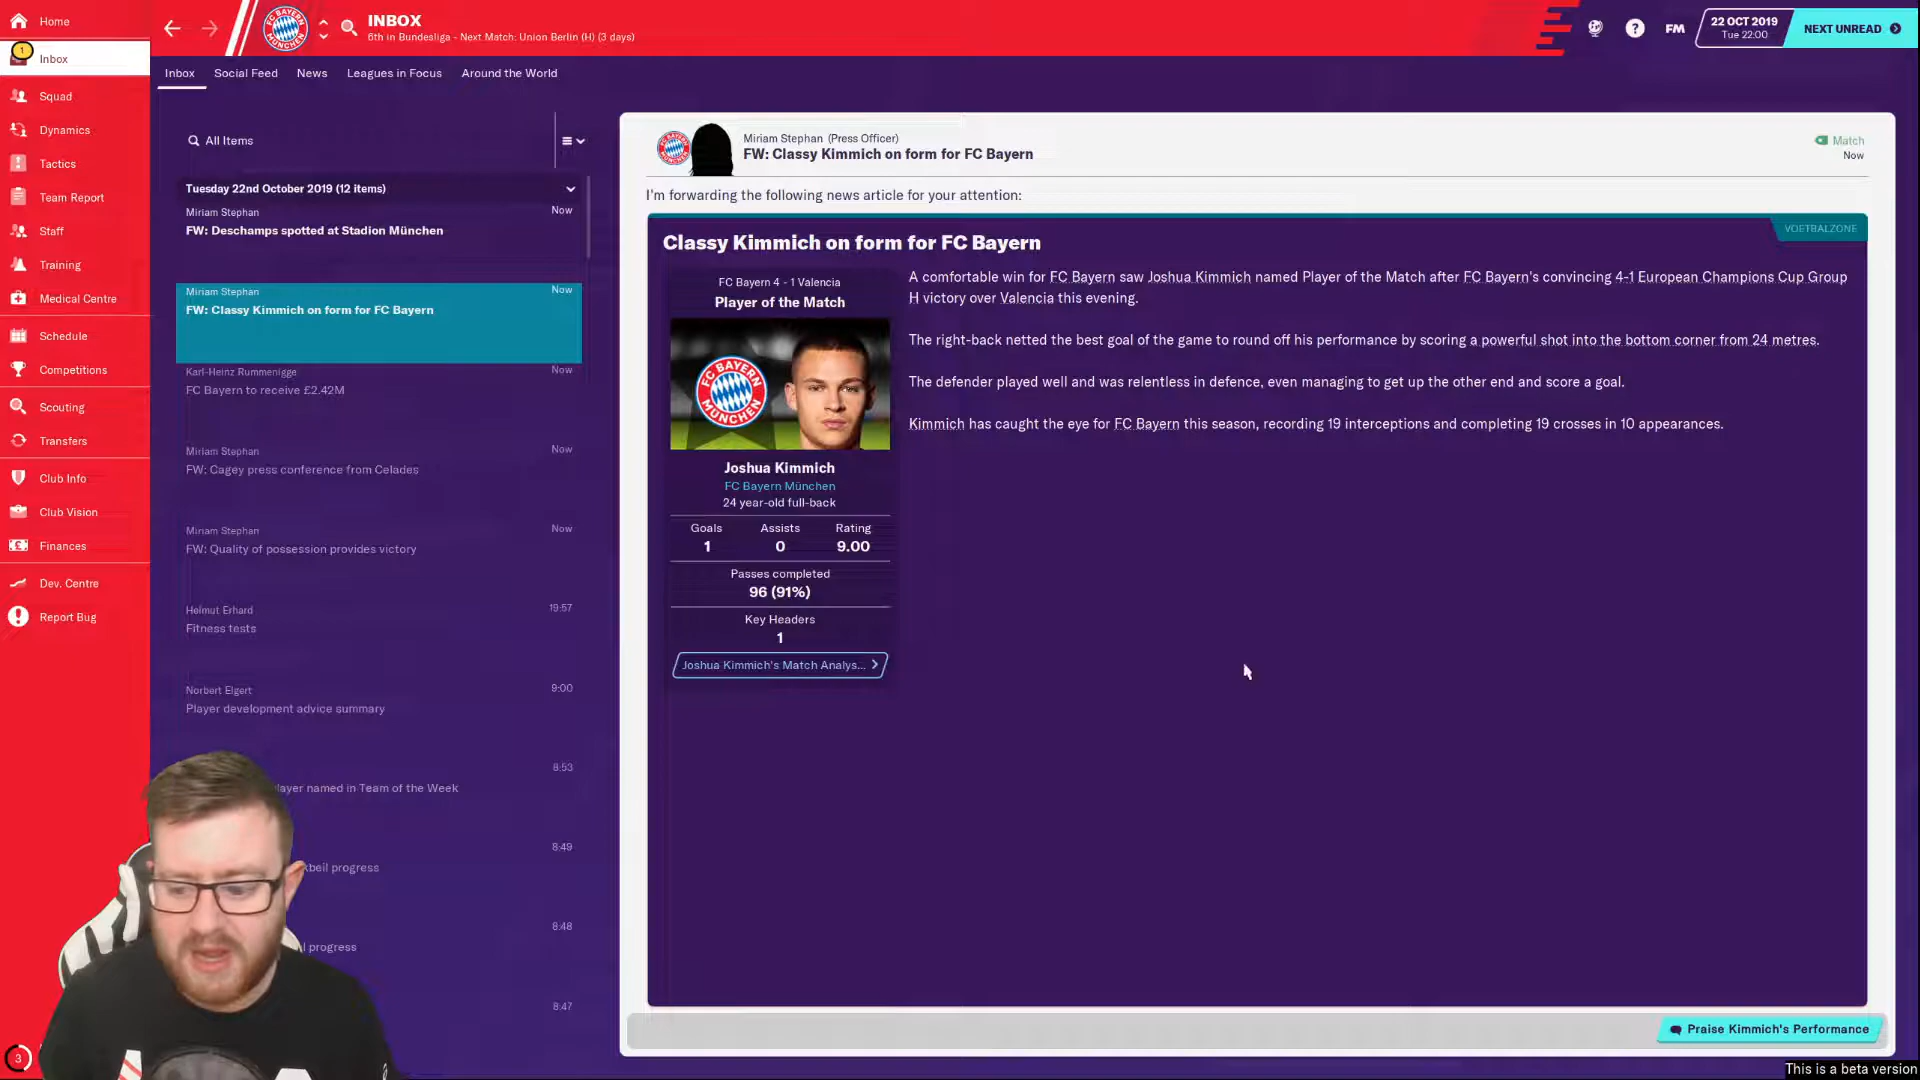 Home
Inbox
1
Squad
Dynamics
Tactics
Team Report
Staff
Training
Medical Centre
Schedule
Competitions
Scouting
Transfers
Club Info
Club Vision
Finances
Dev. Centre
Report Bug
3
FC BAYERN
MÜNCHEN
INBOX
6th in Bundesliga - Next Match: Union Berlin (H) (3 days)
FM
22 OCT 2019
Tue 22:00
NEXT UNREAD
Inbox
Social Feed
News
Leagues in Focus
Around the World
All Items
Tuesday 22nd October 2019 (12 items)
Miriam Stephan
Now
FW: Deschamps spotted at Stadion München
Miriam Stephan
Now
FW: Classy Kimmich on form for FC Bayern
Karl-Heinz Rummenigge
Now
FC Bayern to receive £2.42M
Miriam Stephan
Now
FW: Cagey press conference from Celades
Miriam Stephan
Now
FW: Quality of possession provides victory
Helmut Erhard
19:57
Fitness tests
Norbert Elgert
9:00
Player development advice summary
8:53
layer named in Team of the Week
8:49
kbeil progress
8:48
l progress
8:47
Miriam Stephan (Press Officer)
FW: Classy Kimmich on form for FC Bayern
Match
Now
I'm forwarding the following news article for your attention:
VOETBALZONE
Classy Kimmich on form for FC Bayern
FC Bayern 4 - 1 Valencia
Player of the Match
FC BAYERN
MÜNCHEN
Joshua Kimmich
FC Bayern München
24 year-old full-back
Goals
Assists
Rating
1
0
9.00
Passes completed
96 (91%)
Key Headers
1
Joshua Kimmich's Match Analys...
A comfortable win for FC Bayern saw Joshua Kimmich named Player of the Match after FC Bayern's convincing 4-1 European Champions Cup Group
H victory over Valencia this evening.
The right-back netted the best goal of the game to round off his performance by scoring a powerful shot into the bottom corner from 24 metres.
The defender played well and was relentless in defence, even managing to get up the other end and score a goal.
Kimmich has caught the eye for FC Bayern this season, recording 19 interceptions and completing 19 crosses in 10 appearances.
Praise Kimmich's Performance
This is a beta version